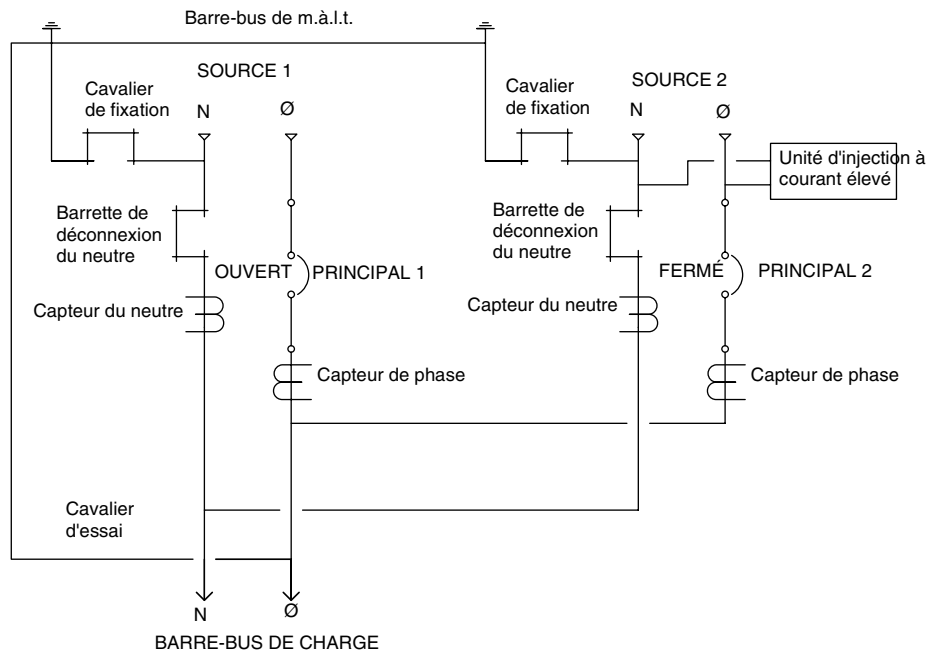 Barre-bus de m.à.l.t.
SOURCE 1
SOURCE 2
Cavalier
de fixation
N
Ø
Cavalier
de fixation
N
Ø
Unité d'injection à
courant élevé
Barrette de
déconnexion
du neutre
OUVERT
PRINCIPAL 1
Barrette de
déconnexion
du neutre
FERMÉ
PRINCIPAL 2
Capteur du neutre
Capteur du neutre
Capteur de phase
Capteur de phase
Cavalier
d'essai
N
Ø
BARRE-BUS DE CHARGE